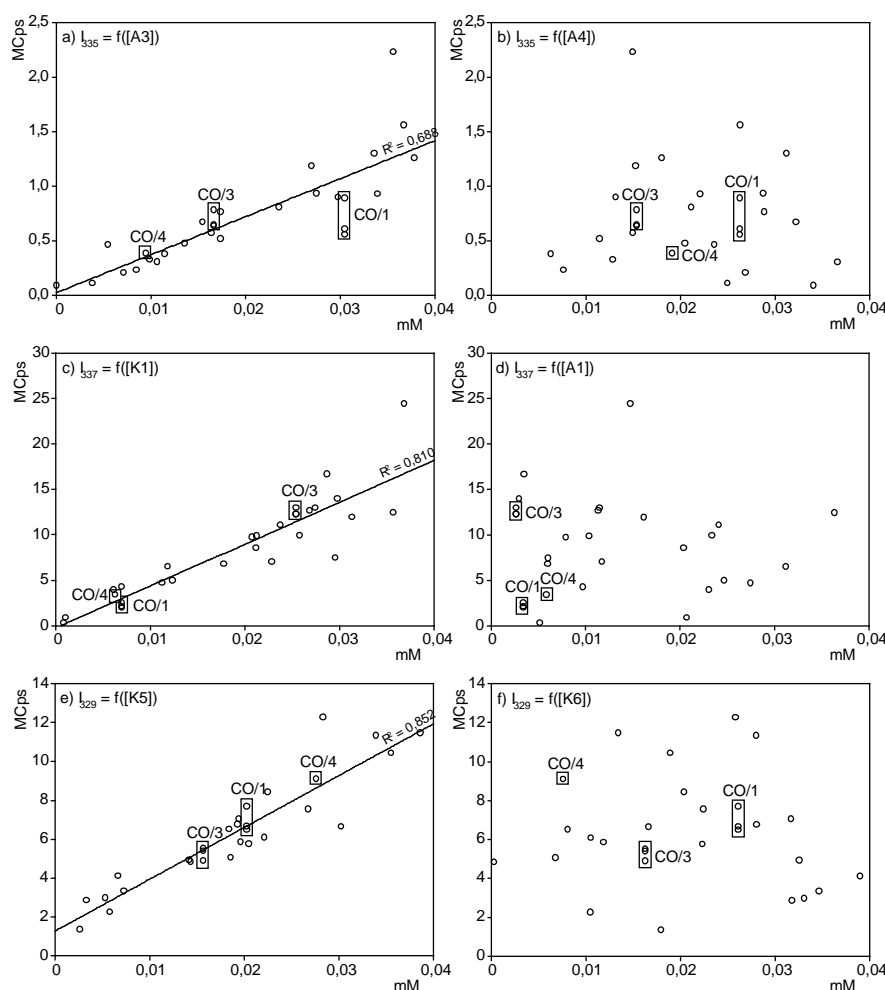 MCps
a) I335 = f([A3])
2,5
2,0
1,5
1,0
0,5
0,0
R² = 0,688
CO/3
CO/1
CO/4
0 0,01 0,02 0,03 0,04
mM
MCps
b) I335 = f([A4])
2,5
2,0
1,5
1,0
0,5
0,0
CO/3
CO/1
CO/4
0 0,01 0,02 0,03 0,04
mM
MCps
c) I337 = f([K1])
30
25
20
15
10
5
0
R² = 0,810
CO/3
CO/4
CO/1
0 0,01 0,02 0,03 0,04
mM
MCps
d) I337 = f([A1])
30
25
20
15
10
5
0
CO/3
CO/1
CO/4
0 0,01 0,02 0,03 0,04
mM
MCps
e) I329 = f([K5])
14
12
10
8
6
4
2
0
R² = 0,852
CO/4
CO/1
CO/3
0 0,01 0,02 0,03 0,04
mM
MCps
f) I329 = f([K6])
14
12
10
8
6
4
2
0
CO/4
CO/1
CO/3
0 0,01 0,02 0,03 0,04
mM